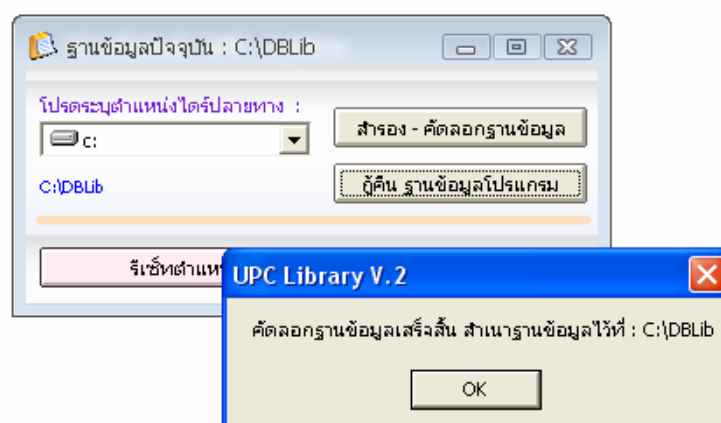 ฐานข้อมูลปัจจุบัน : C:\DBLib
โปรดระบุตำแหน่งไดร์ปลายทาง :
c:
สำรอง - คัดลอกฐานข้อมูล
C:\DBLib
กู้คืน ฐานข้อมูลโปรแกรม
รีเซ็ทตำแห
UPC Library V.2
คัดลอกฐานข้อมูลเสร็จสิ้น สำเนาฐานข้อมูลไว้ที่ : C:\DBLib
OK